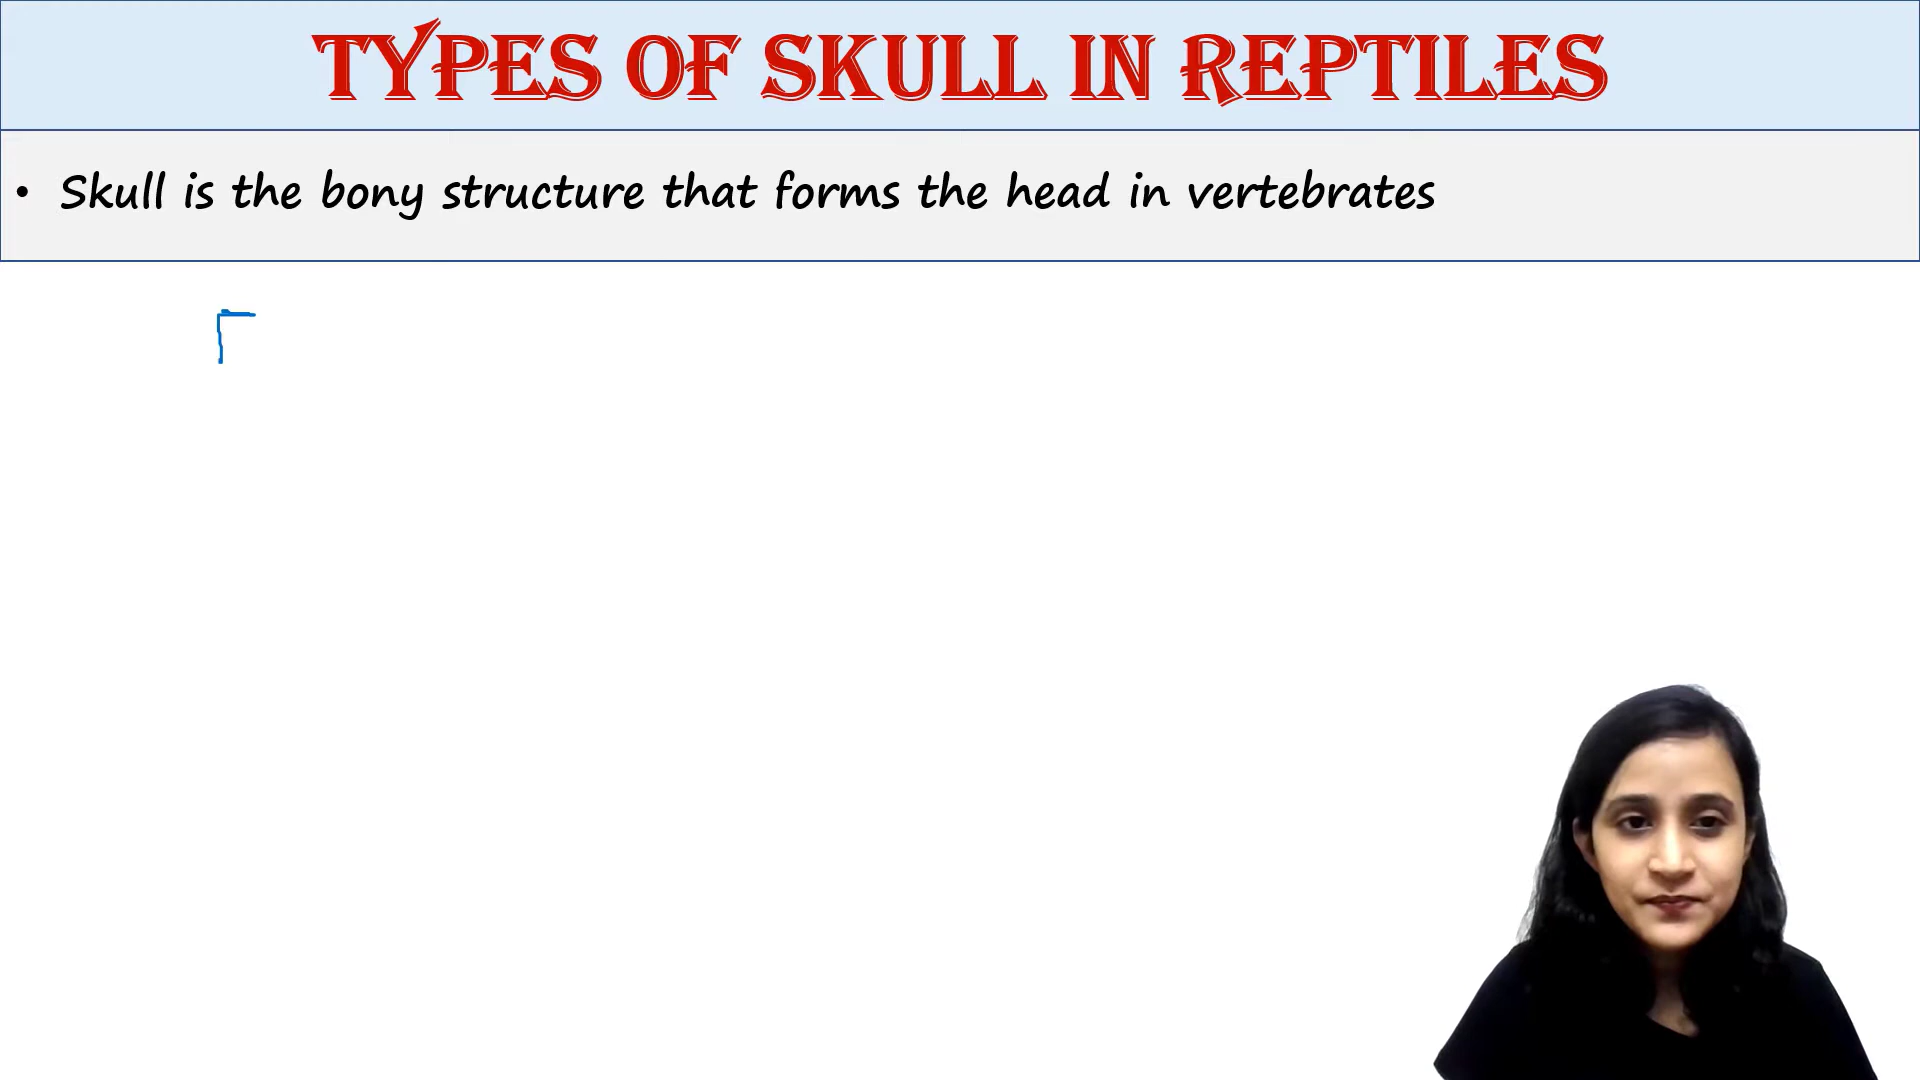 TYPES OF SKULL IN REPTILES
• Skull is the bony structure that forms the head in vertebrates